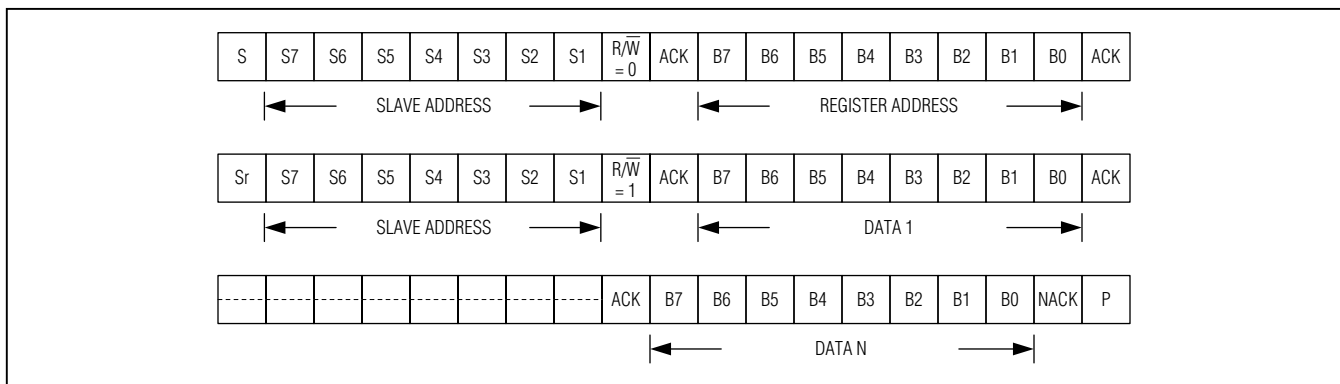 S S7 S6 S5 S4 S3 S2 S1 R/W̅ = 0 ACK B7 B6 B5 B4 B3 B2 B1 B0 ACK
SLAVE ADDRESS REGISTER ADDRESS
Sr S7 S6 S5 S4 S3 S2 S1 R/W̅ = 1 ACK B7 B6 B5 B4 B3 B2 B1 B0 ACK
SLAVE ADDRESS DATA 1
ACK B7 B6 B5 B4 B3 B2 B1 B0 NACK P
DATA N